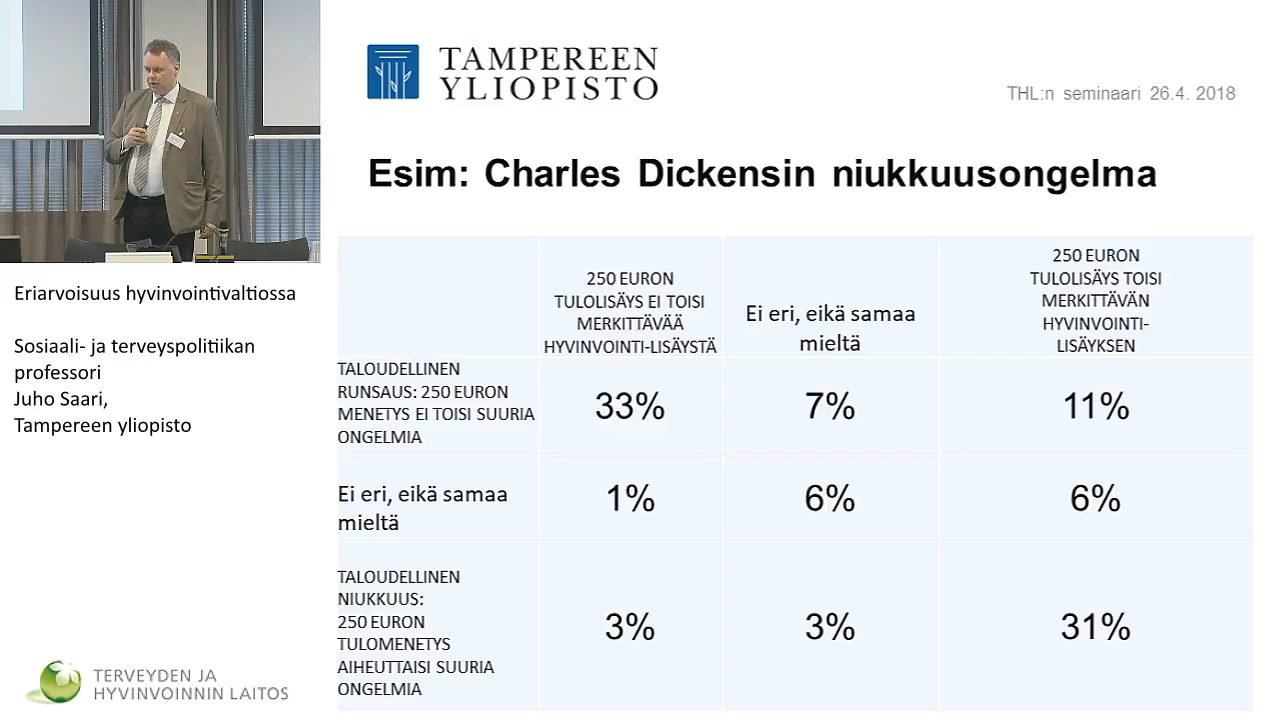 TAMPEREEN
YLIOPISTO
THL:n seminaari 26.4. 2018
Esim: Charles Dickensin niukkuusongelma
250 EURON
TULOLISÄYS EI TOISI
MERKITTÄVÄÄ
HYVINVOINTI-LISÄYSTÄ
Ei eri, eikä samaa
mieltä
250 EURON
TULOLISÄYS TOISI
MERKITTÄVÄN
HYVINVOINTI-
LISÄYKSEN
TALOUDELLINEN
RUNSAUS: 250 EURON
MENETYS EI TOISI SUURIA
ONGELMIA
33%
7%
11%
Ei eri, eikä samaa
mieltä
1%
6%
6%
TALOUDELLINEN
NIUKKUUS:
250 EURON
TULOMENETYS
AIHEUTTAISI SUURIA
ONGELMIA
3%
3%
31%
Eriarvoisuus hyvinvointivaltiossa
Sosiaali- ja terveyspolitiikan
professori
Juho Saari,
Tampereen yliopisto
TERVEYDEN JA
HYVINVOINNIN LAITOS